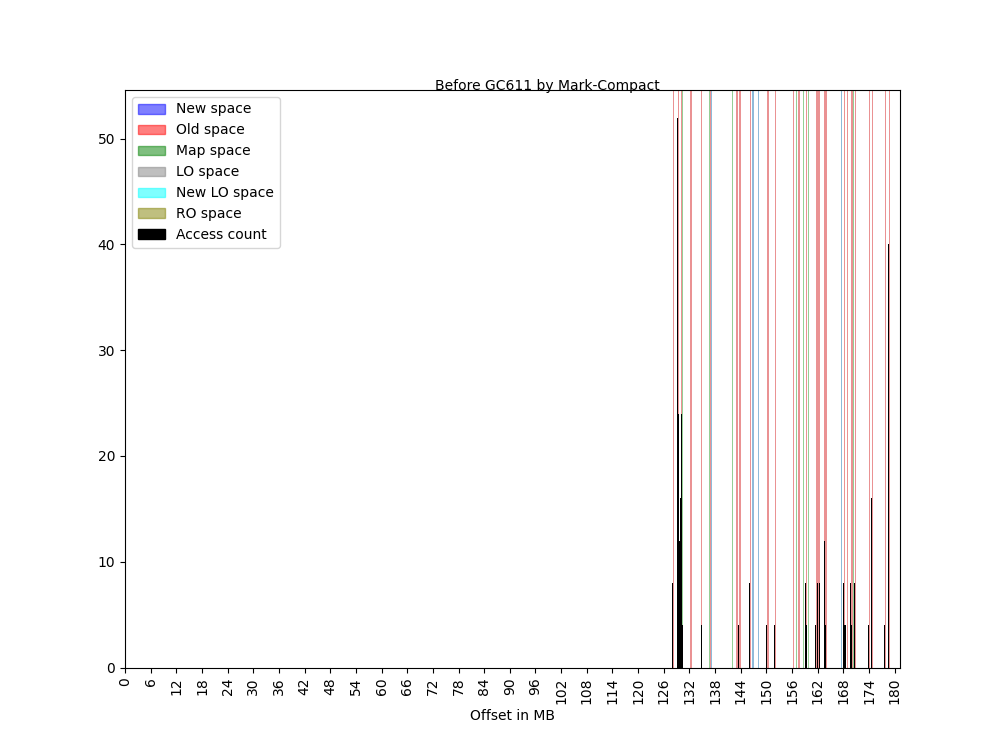 Before GC611 by Mark-Compact
New space
Old space
Map space
LO space
New LO space
RO space
Access count
50
40
30
20
10
0
0 6 12 18 24 30 36 42 48 54 60 66 72 78 84 90 96 102 108 114 120 126 132 138 144 150 156 162 168 174 180
Offset in MB